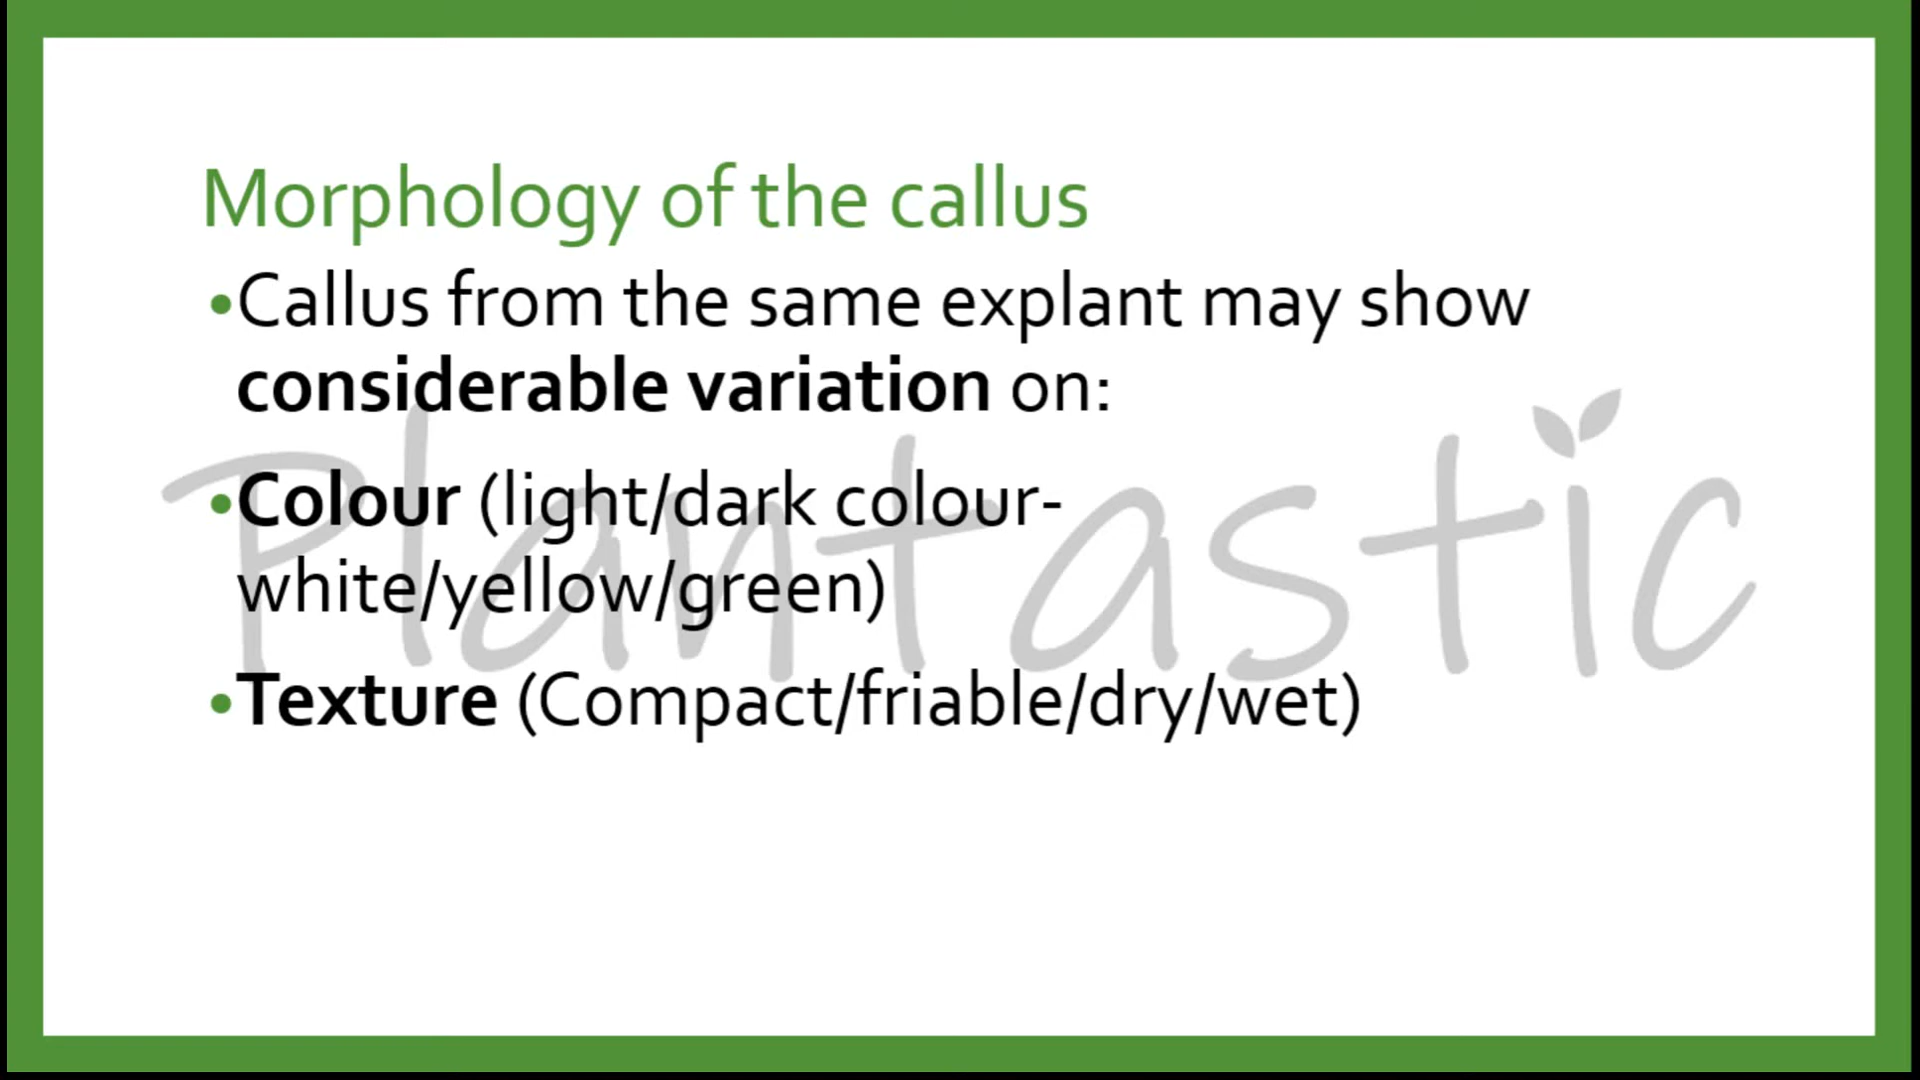 Morphology of the callus
•Callus from the same explant may show
considerable variation on:
•Colour (light/dark colour-
white/yellow/green)
•Texture (Compact/friable/dry/wet)
Plantastic